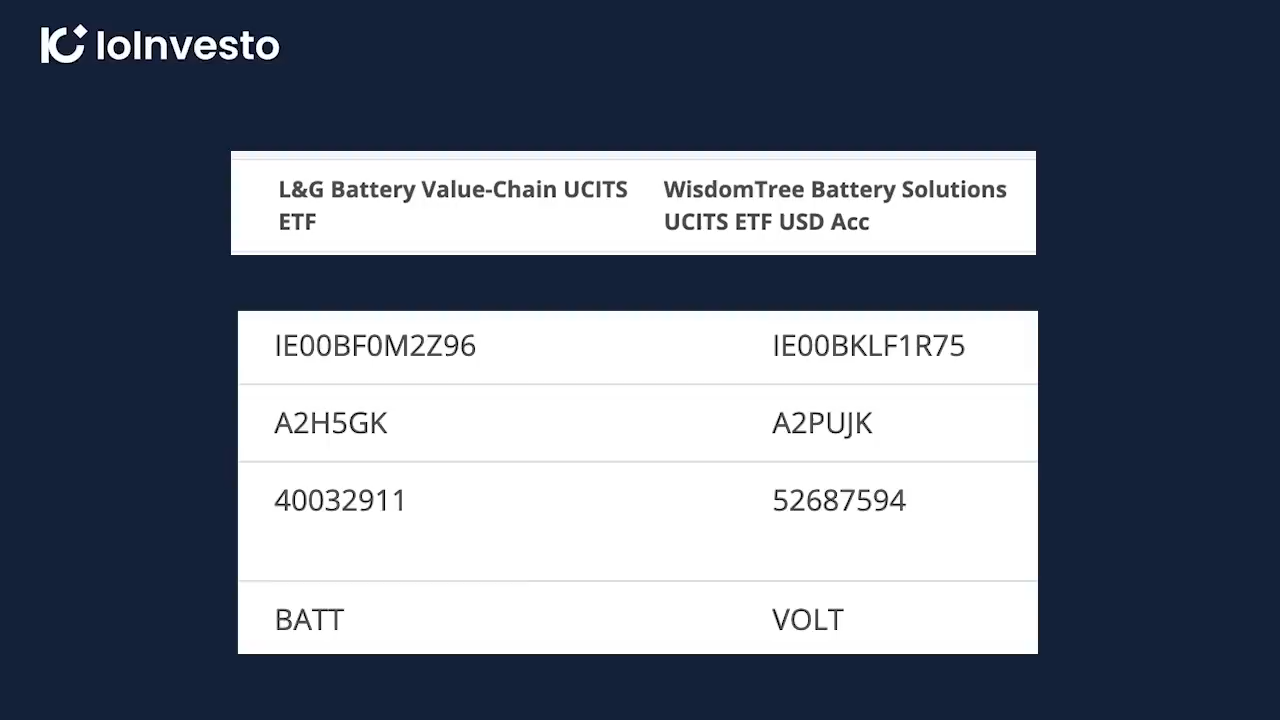 IoInvesto
L&G Battery Value-Chain UCITS
ETF
WisdomTree Battery Solutions
UCITS ETF USD Acc
IE00BF0M2Z96 IE00BKLF1R75
A2H5GK A2PUJK
40032911 52687594
BATT VOLT